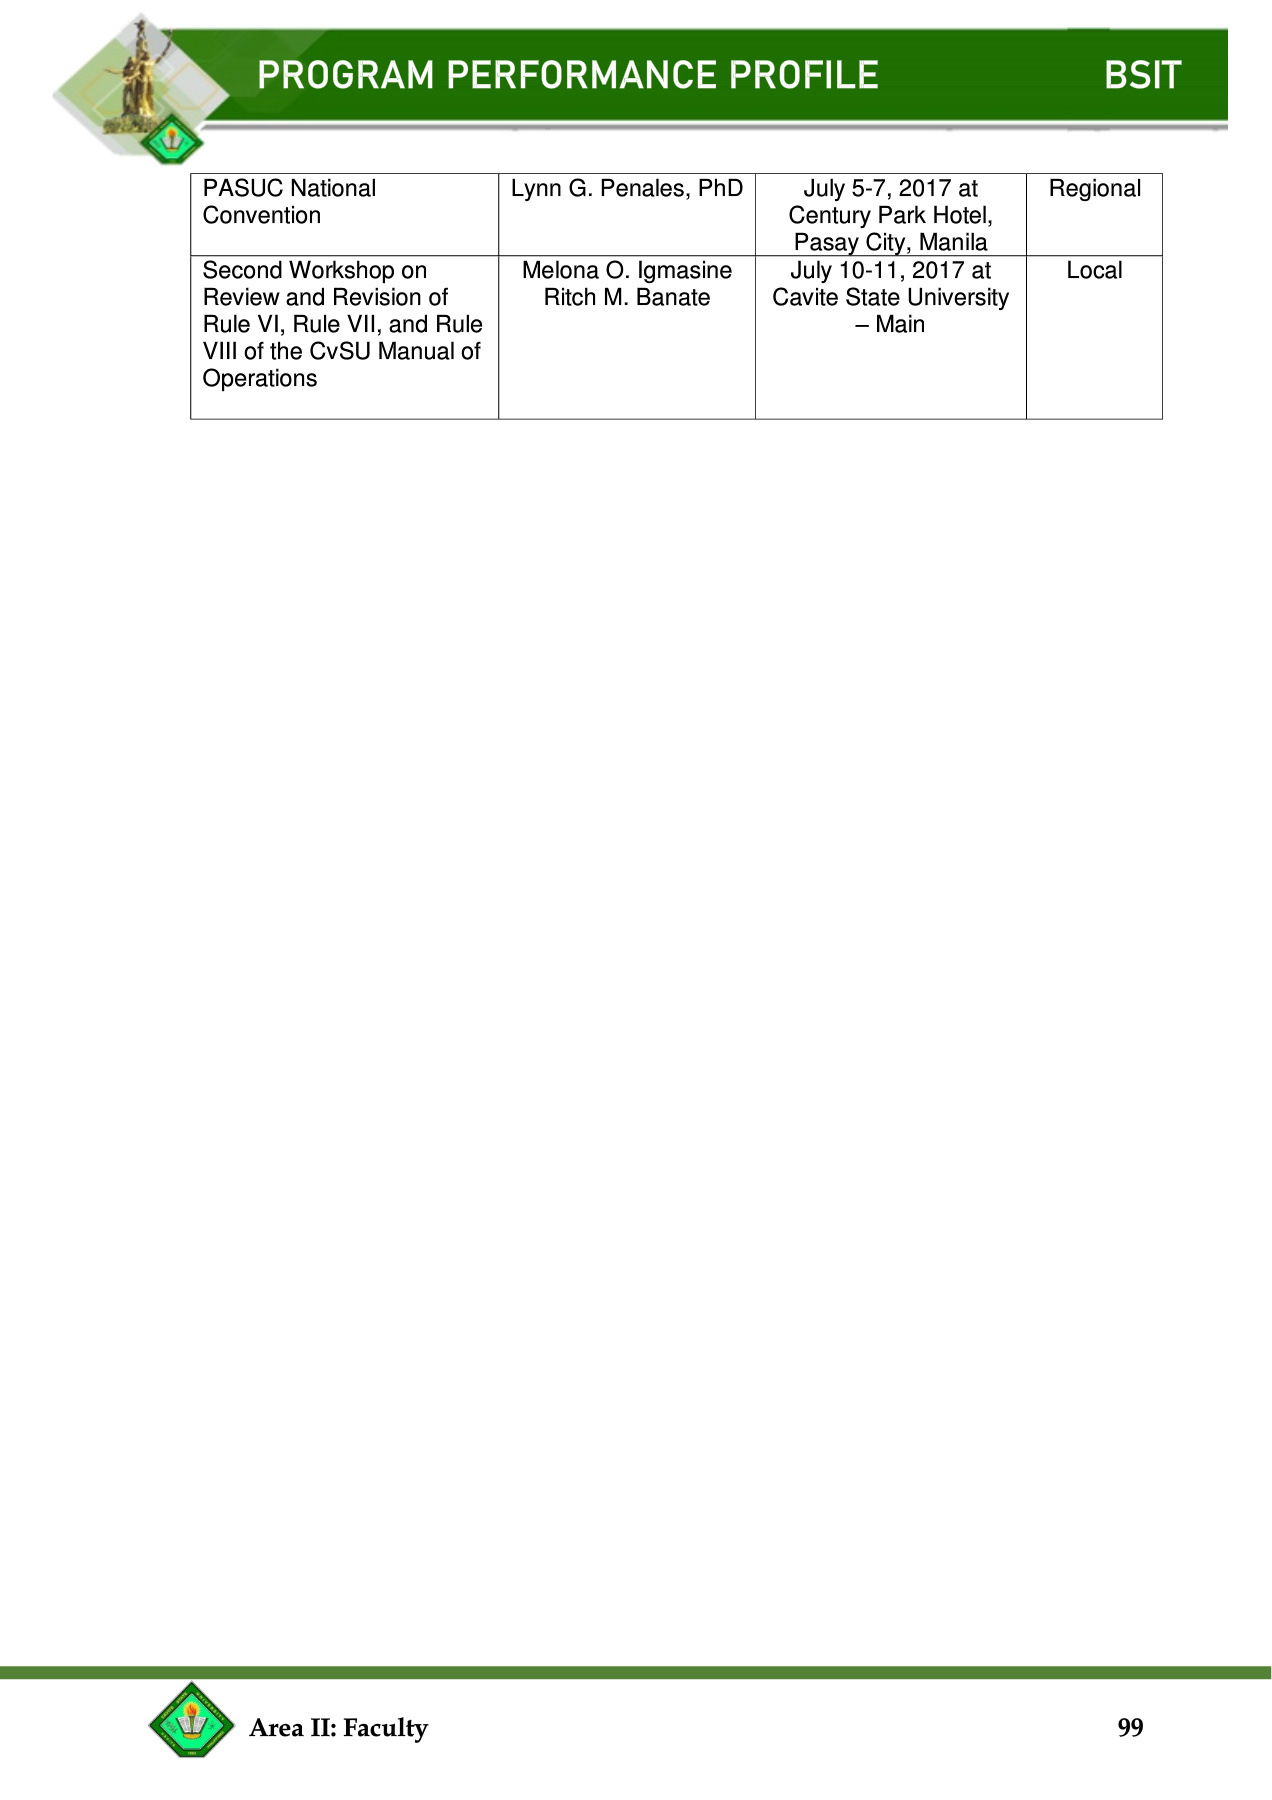 PROGRAM PERFORMANCE PROFILE BSIT
PASUC National
Convention
Lynn G. Penales, PhD
July 5-7, 2017 at
Century Park Hotel,
Pasay City, Manila
Regional
Second Workshop on
Review and Revision of
Rule VI, Rule VII, and Rule
VIII of the CvSU Manual of
Operations
Melona O. Igmasine
Ritch M. Banate
July 10-11, 2017 at
Cavite State University
– Main
Local
Area II: Faculty 99